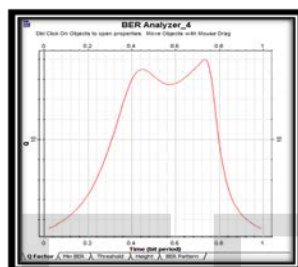 BER Analyzer_4
Dbl Click On Objects to open properties. Move Objects with Mouse Drag
0 0.2 0.4 0.6 0.8 1
Q
10
10
0 0.2 0.4 0.6 0.8 1
Time (bit period)
Q Factor Min BER Threshold Height BER Pattern